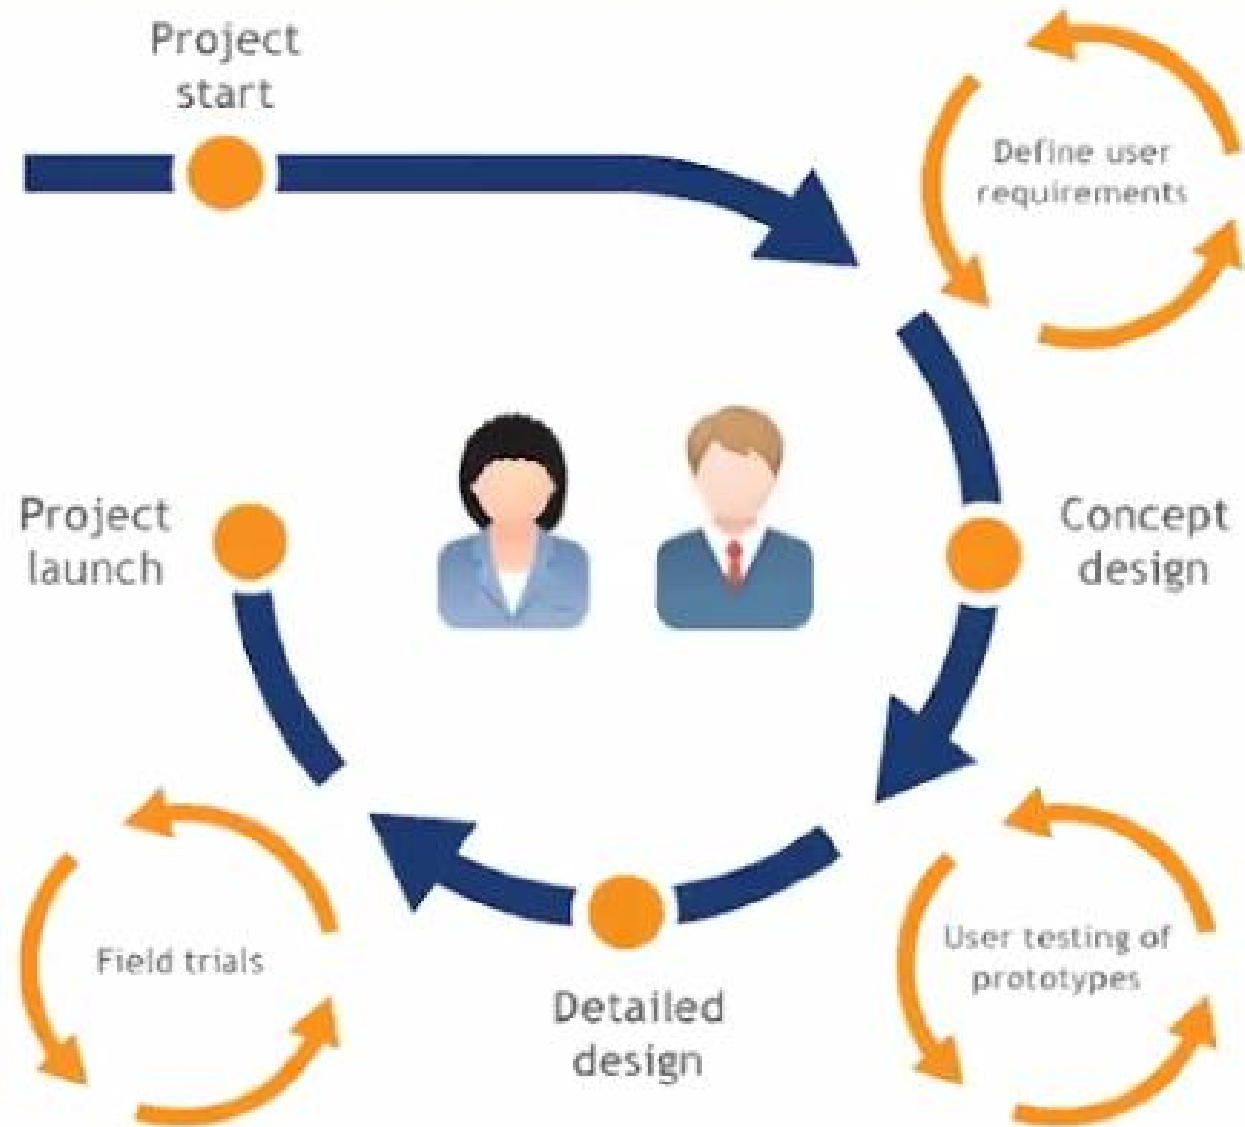 Project
start
Define user
requirements
Concept
design
User testing of
prototypes
Detailed
design
Field trials
Project
launch